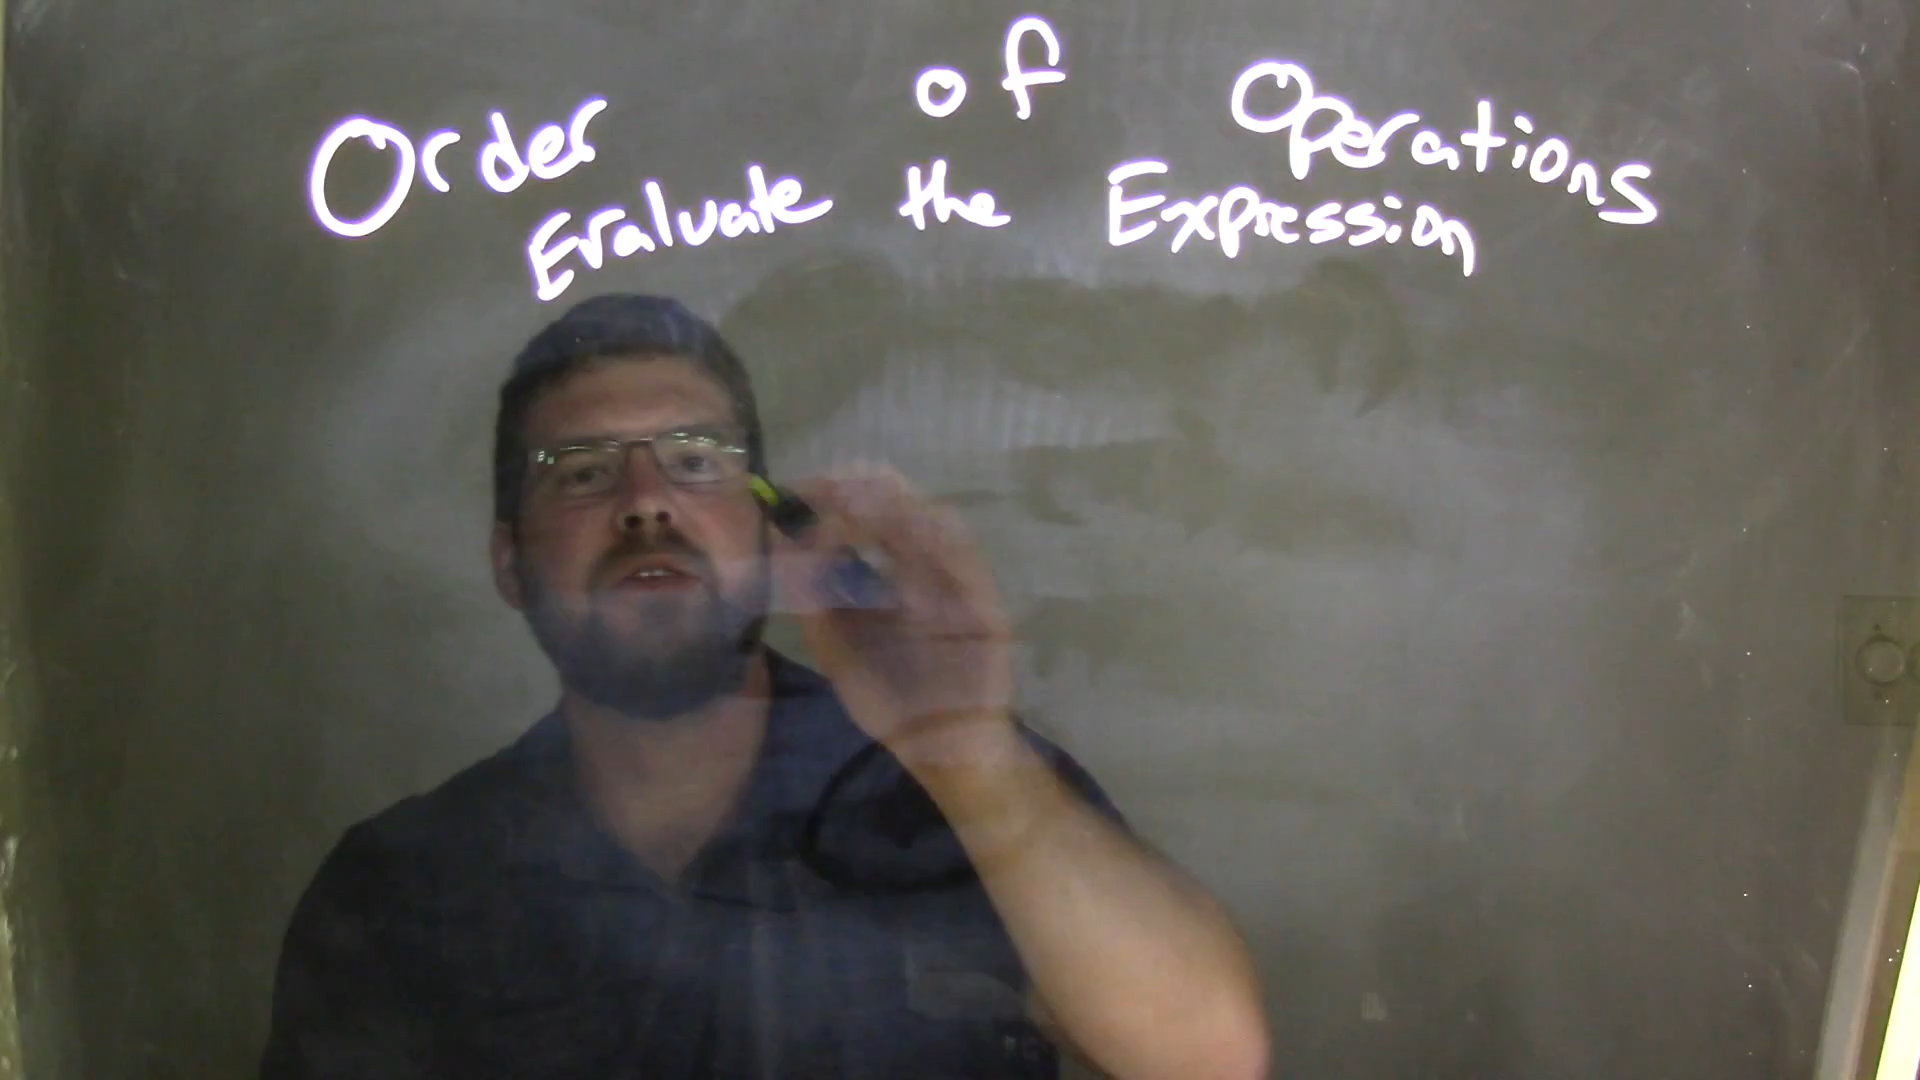 Order of Operations
Evaluate the Expression